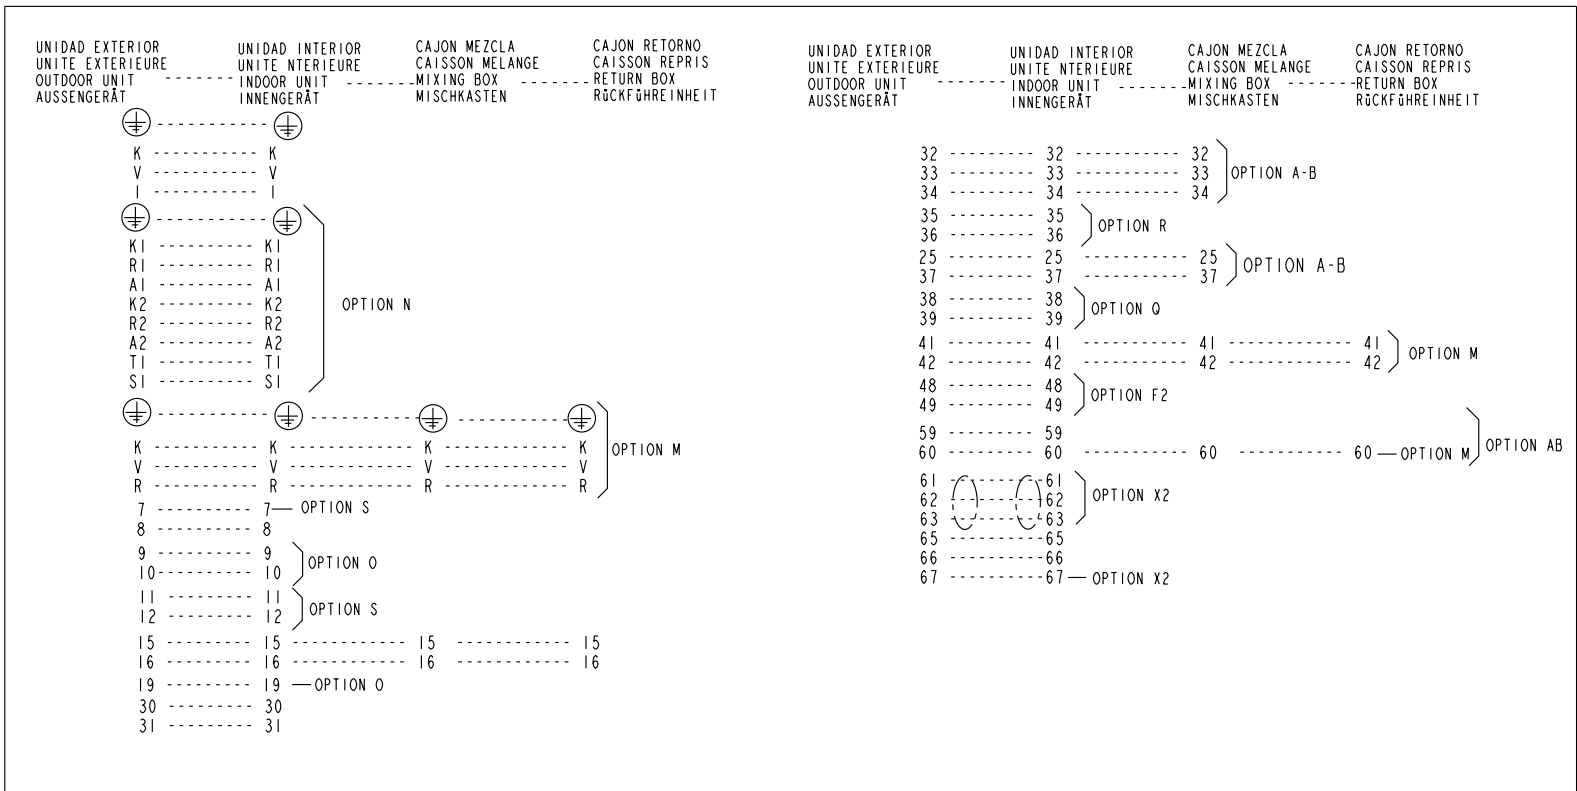 UNIDAD EXTERIOR
UNITE EXTERIEURE
OUTDOOR UNIT
AUSSENGERÄT
UNIDAD INTERIOR
UNITE NTERIEURE
INDOOR UNIT
INNENGERÄT
CAJON MEZCLA
CAISSON MELANGE
MIXING BOX
MISCHKASTEN
CAJON RETORNO
CAISSON REPRIS
RETURN BOX
RüCKFüHREINHEIT
K K
V V
I I
K1 K1
R1 R1
A1 A1
K2 K2
R2 R2
A2 A2
T1 T1
S1 S1
OPTION N
K K K K
V V V V
R R R R
OPTION M
7 7 OPTION S
8 8
9 9
10 10
OPTION O
11 11
12 12
OPTION S
15 15 15 15
16 16 16 16
19 19 OPTION O
30 30
31 31
UNIDAD EXTERIOR
UNITE EXTERIEURE
OUTDOOR UNIT
AUSSENGERÄT
UNIDAD INTERIOR
UNITE NTERIEURE
INDOOR UNIT
INNENGERÄT
CAJON MEZCLA
CAISSON MELANGE
MIXING BOX
MISCHKASTEN
CAJON RETORNO
CAISSON REPRIS
RETURN BOX
RüCKFüHREINHEIT
32 32 32
33 33 33
34 34 34
OPTION A-B
35 35
36 36
OPTION R
25 25 25
37 37 37
OPTION A-B
38 38
39 39
OPTION Q
41 41 41 41
42 42 42 42
OPTION M
48 48
49 49
OPTION F2
59 59
60 60 60 60 OPTION M
OPTION AB
61 61
62 62
63 63
OPTION X2
65 65
66 66
67 67 OPTION X2